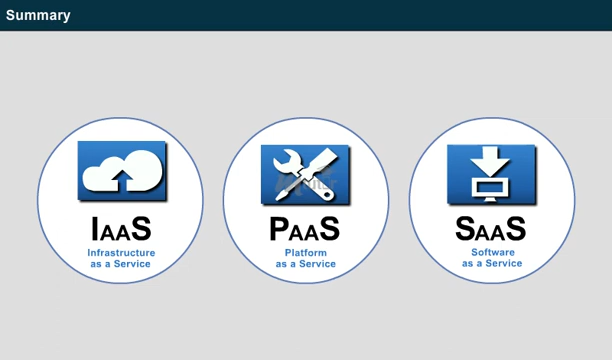 Summary
IAAS
Infrastructure
as a Service
PAAS
Platform
as a Service
SAAS
Software
as a Service